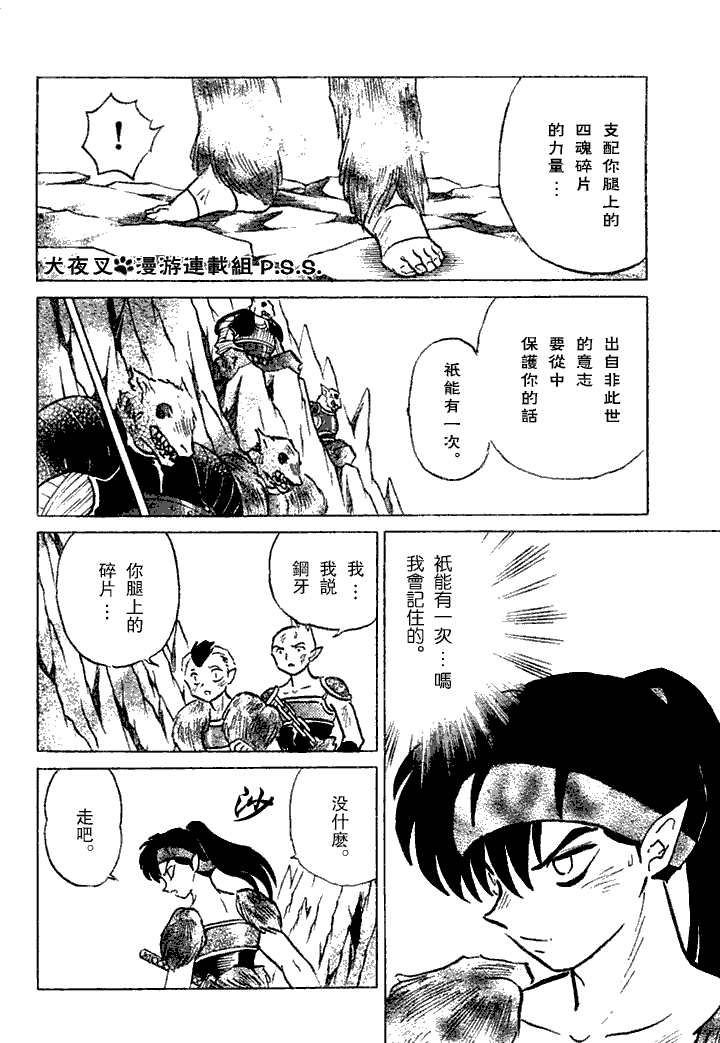 支配你腿上的
四魂碎片
的力量…
！
犬夜叉 漫游連載組 P.S.S.
出自非此世
的意志
要從中
保護你的話
衹能有一次。
衹能有一次…嗎
我會記住的。
我…
我説
鋼牙
你腿上的
碎片…
没什麽。
沙
走吧。